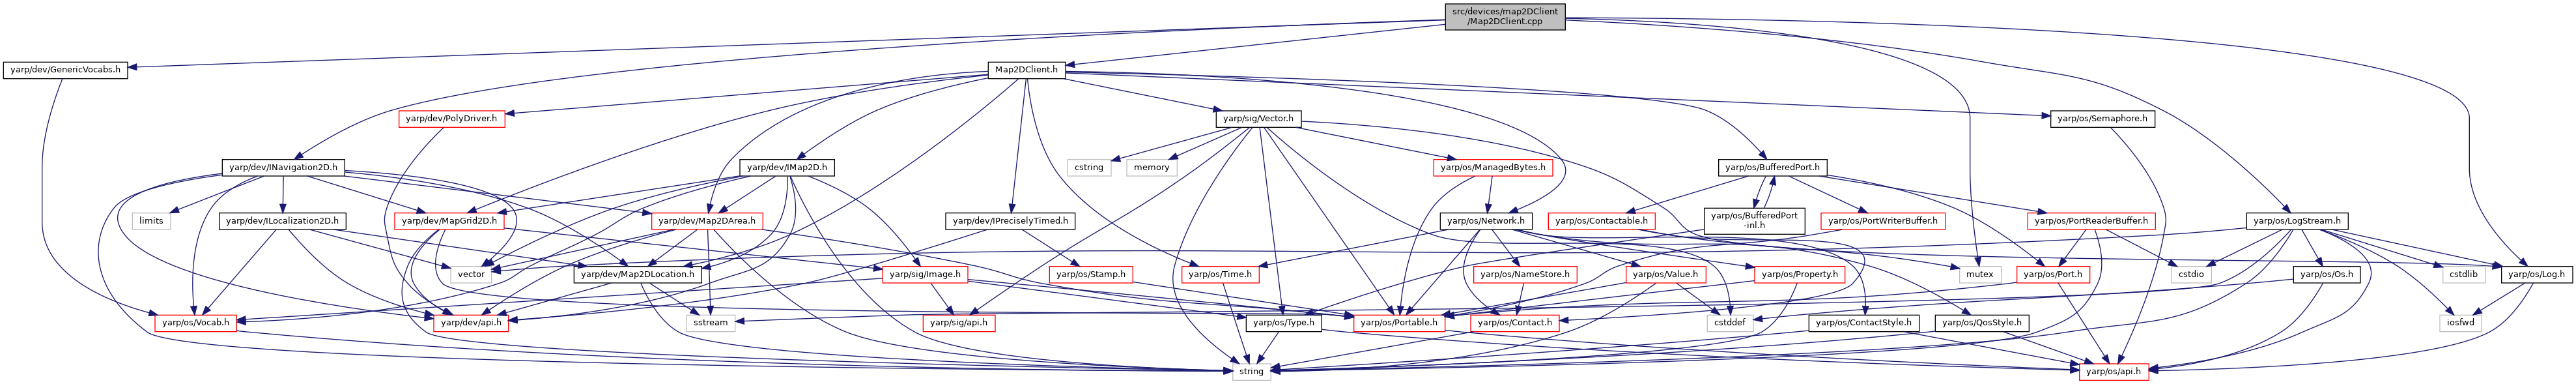 src/devices/map2DClient
/Map2DClient.cpp
yarp/dev/GenericVocabs.h
Map2DClient.h
yarp/dev/PolyDriver.h
yarp/sig/Vector.h
yarp/os/Semaphore.h
yarp/dev/INavigation2D.h
yarp/dev/IMap2D.h
cstring
memory
yarp/os/ManagedBytes.h
yarp/os/BufferedPort.h
limits
yarp/dev/ILocalization2D.h
yarp/dev/MapGrid2D.h
yarp/dev/Map2DArea.h
yarp/dev/IPreciselyTimed.h
yarp/os/Network.h
yarp/os/Contactable.h
yarp/os/BufferedPort
-inl.h
yarp/os/PortWriterBuffer.h
yarp/os/PortReaderBuffer.h
yarp/os/LogStream.h
vector
yarp/dev/Map2DLocation.h
yarp/sig/Image.h
yarp/os/Stamp.h
yarp/os/Time.h
yarp/os/NameStore.h
yarp/os/Value.h
yarp/os/Property.h
mutex
yarp/os/Port.h
cstdio
yarp/os/Os.h
cstdlib
yarp/os/Log.h
yarp/os/Vocab.h
yarp/dev/api.h
sstream
yarp/sig/api.h
yarp/os/Type.h
yarp/os/Portable.h
yarp/os/Contact.h
cstddef
yarp/os/ContactStyle.h
yarp/os/QosStyle.h
iosfwd
string
yarp/os/api.h